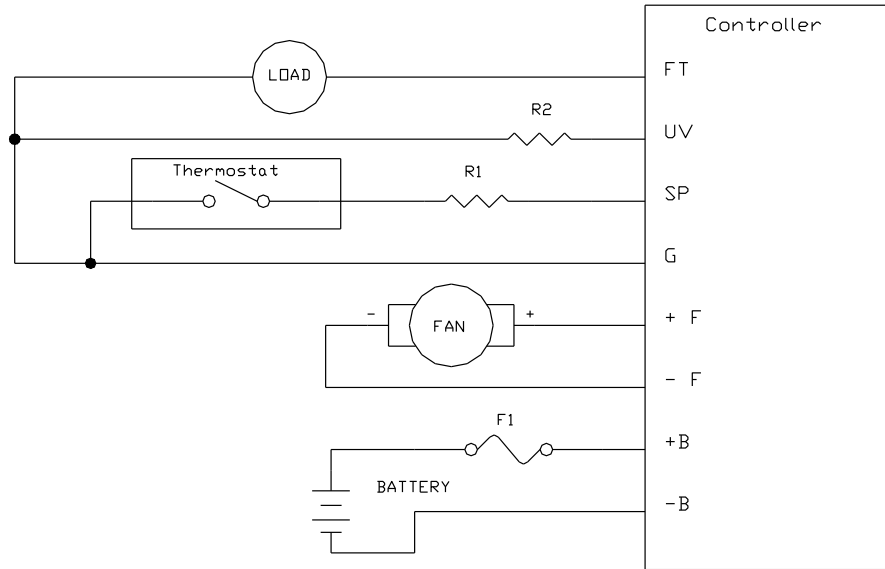 Controller
LOAD
FT
R2
UV
Thermostat
R1
SP
G
- FAN +
+ F
- F
F1
+B
BATTERY
-B